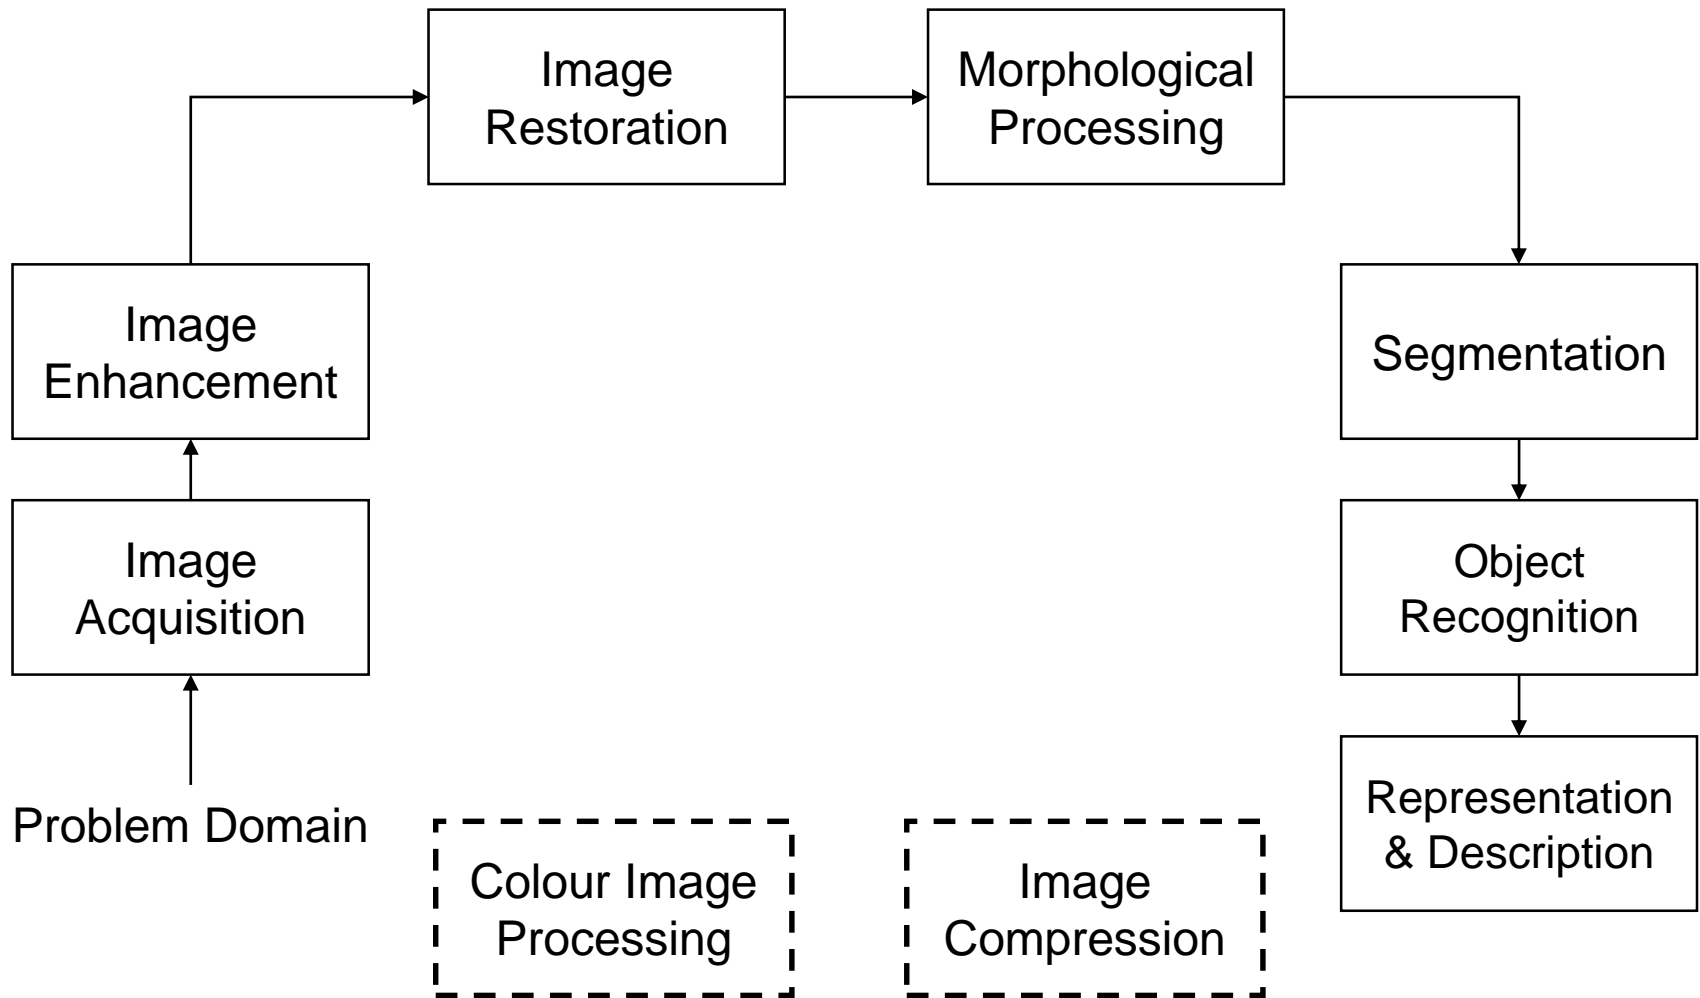 Image
Restoration
Morphological
Processing
Image
Enhancement
Segmentation
Image
Acquisition
Object
Recognition
Problem Domain
Representation
& Description
Colour Image
Processing
Image
Compression